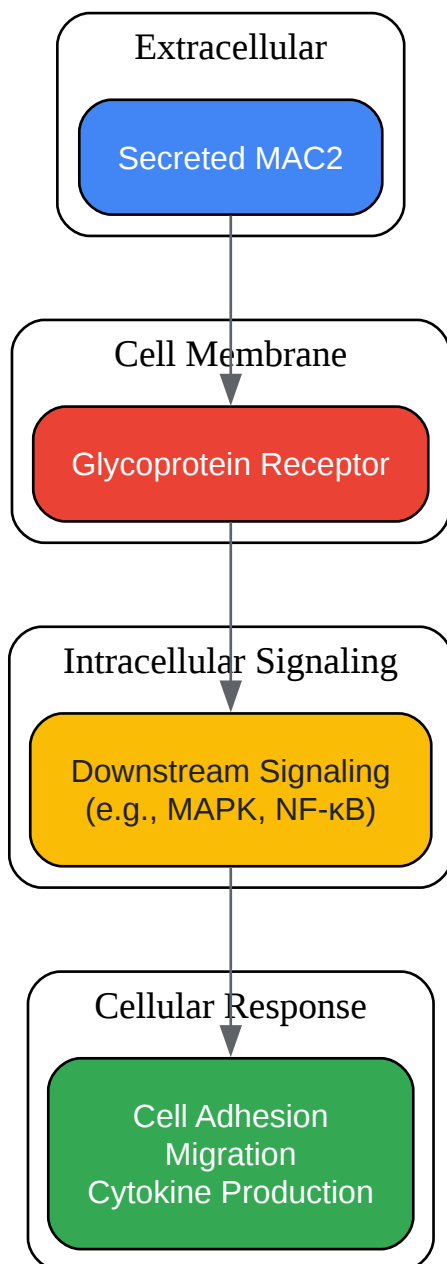 Extracellular
Secreted MAC2
Cell Membrane
Glycoprotein Receptor
Intracellular Signaling
Downstream Signaling
(e.g., MAPK, NF-κB)
Cellular Response
Cell Adhesion
Migration
Cytokine Production